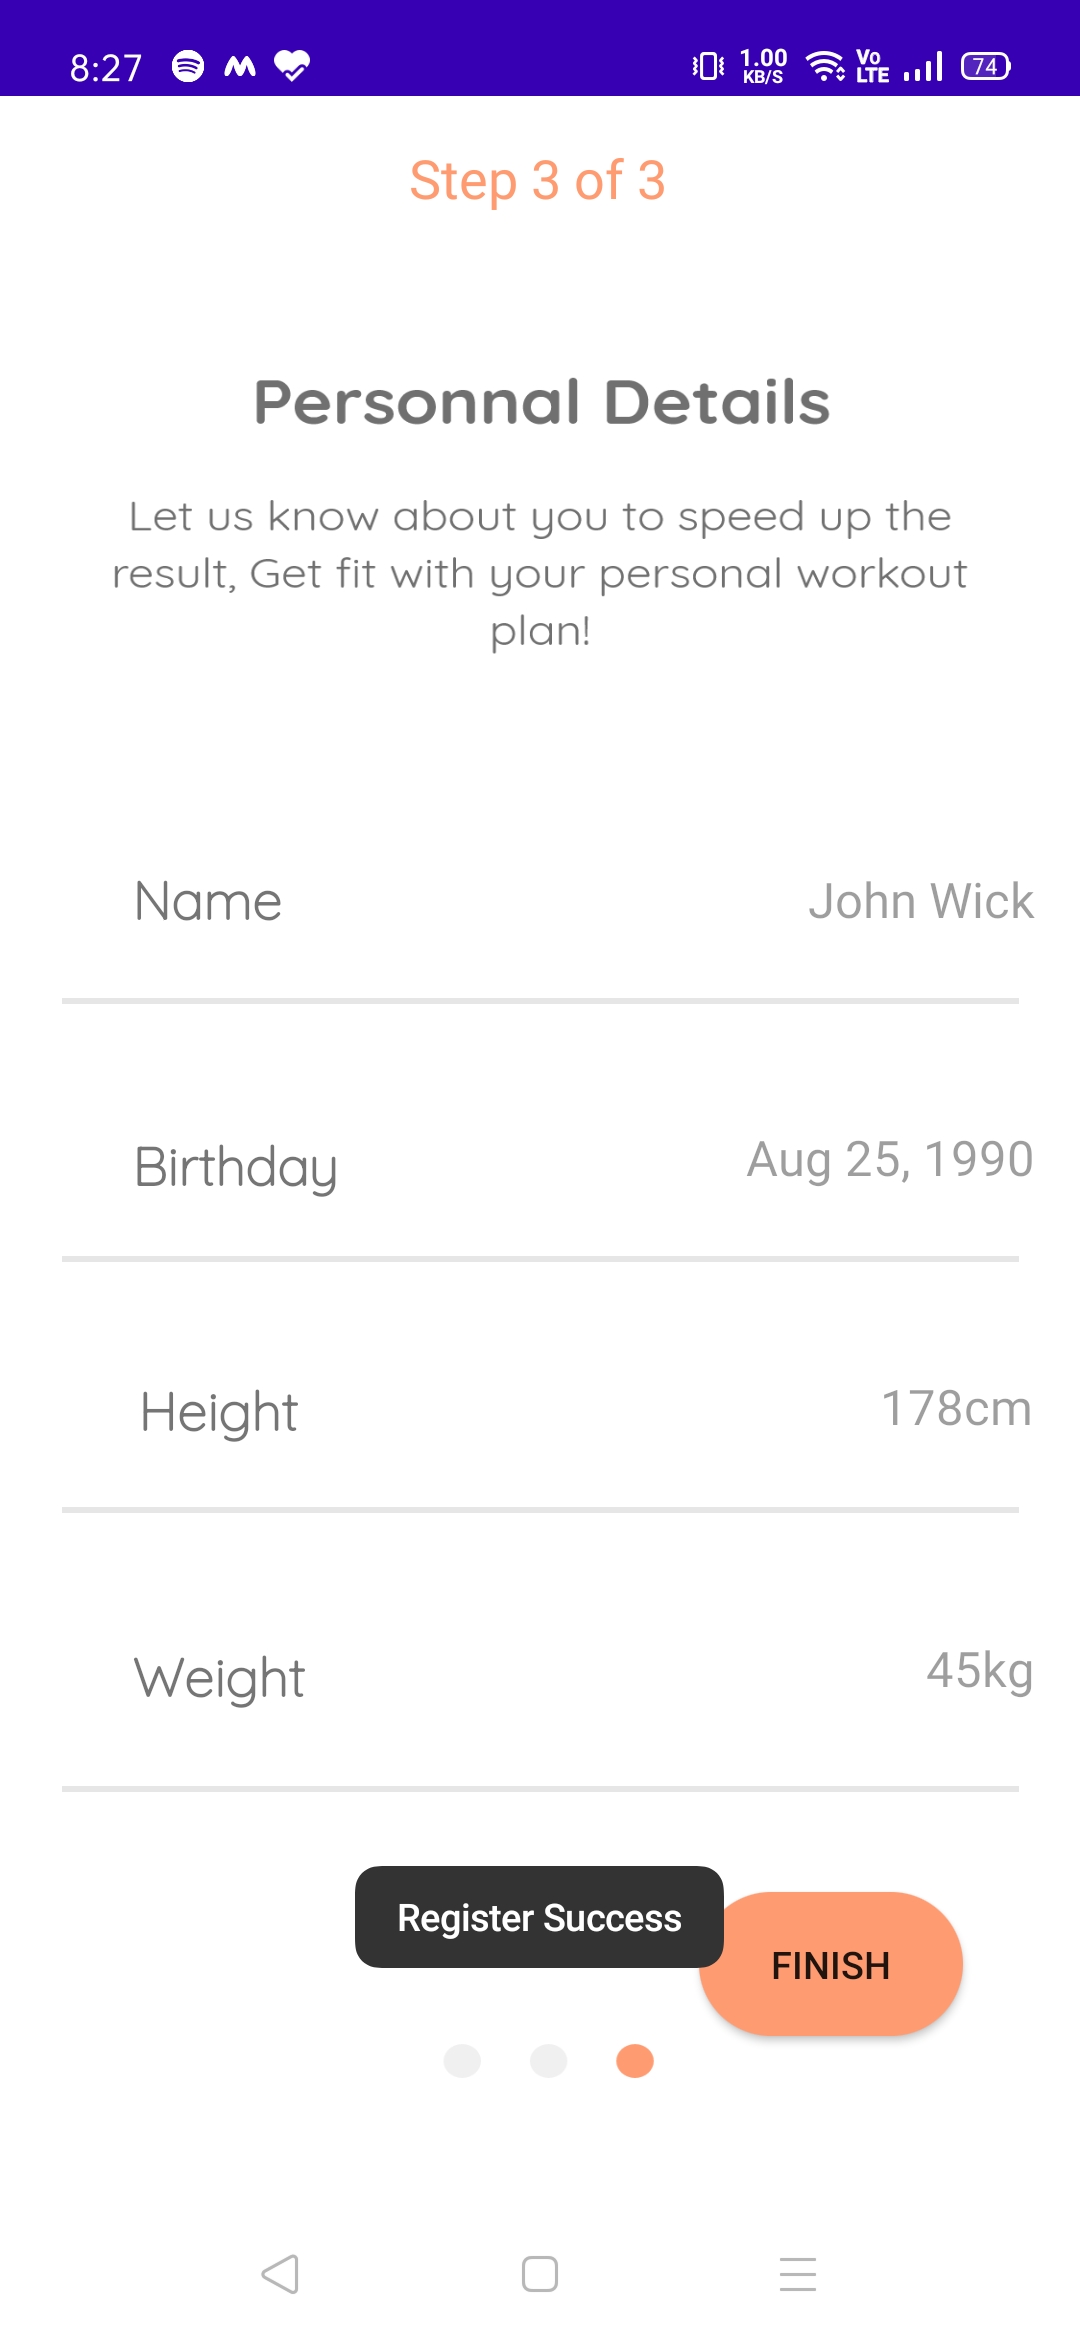 8:27 1.00 KB/S Vo LTE 74
Step 3 of 3
Personnal Details
Let us know about you to speed up the
result, Get fit with your personal workout
plan!
Name John Wick
Birthday Aug 25, 1990
Height 178cm
Weight 45kg
Register Success
FINISH